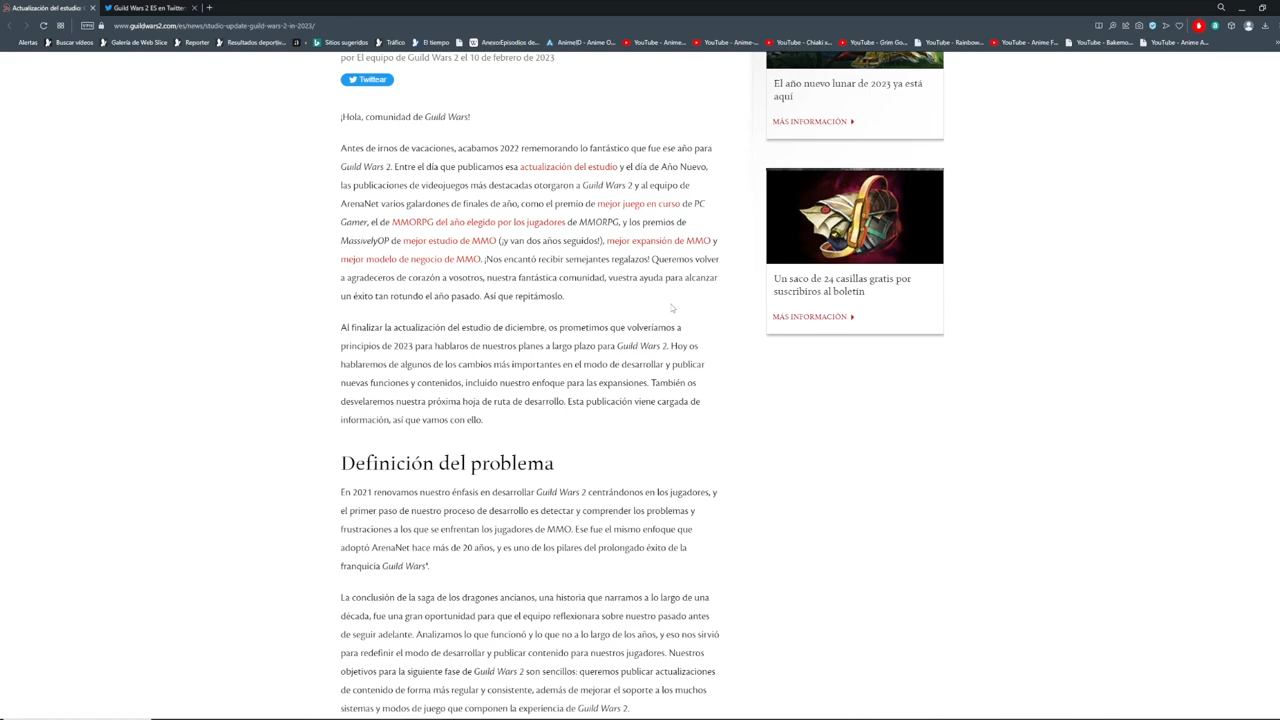 Actualización del estudio:
Guild Wars 2 ES en Twitter
www.guildwars2.com/es/news/studio-update-guild-wars-2-in-2023/
VPN
Alertas
Buscar vídeos
Galería de Web Slice
Reporter
Resultados deportiv...
Sitios sugeridos
Tráfico
El tiempo
Anexo:Episodios de...
AnimeID - Anime O...
YouTube - Anime...
YouTube - Anime-...
YouTube - Chiaki s...
YouTube - Grim Go...
YouTube - Rainbow...
YouTube - Anime F...
YouTube - Bakemo...
YouTube - Anime A...
por El equipo de Guild Wars 2 el 10 de febrero de 2023
Twittear
¡Hola, comunidad de Guild Wars!
Antes de irnos de vacaciones, acabamos 2022 rememorando lo fantástico que fue ese año para
Guild Wars 2. Entre el día que publicamos esa actualización del estudio y el día de Año Nuevo,
las publicaciones de videojuegos más destacadas otorgaron a Guild Wars 2 y al equipo de
ArenaNet varios galardones de finales de año, como el premio de mejor juego en curso de PC
Gamer, el de MMORPG del año elegido por los jugadores de MMORPG, y los premios de
MassivelyOP de mejor estudio de MMO (¡y van dos años seguidos!), mejor expansión de MMO y
mejor modelo de negocio de MMO. ¡Nos encantó recibir semejantes regalazos! Queremos volver
a agradeceros de corazón a vosotros, nuestra fantástica comunidad, vuestra ayuda para alcanzar
un éxito tan rotundo el año pasado. Así que repitámoslo.
Al finalizar la actualización del estudio de diciembre, os prometimos que volveríamos a
principios de 2023 para hablaros de nuestros planes a largo plazo para Guild Wars 2. Hoy os
hablaremos de algunos de los cambios más importantes en el modo de desarrollar y publicar
nuevas funciones y contenidos, incluido nuestro enfoque para las expansiones. También os
desvelaremos nuestra próxima hoja de ruta de desarrollo. Esta publicación viene cargada de
información, así que vamos con ello.
Definición del problema
En 2021 renovamos nuestro énfasis en desarrollar Guild Wars 2 centrándonos en los jugadores, y
el primer paso de nuestro proceso de desarrollo es detectar y comprender los problemas y
frustraciones a los que se enfrentan los jugadores de MMO. Ese fue el mismo enfoque que
adoptó ArenaNet hace más de 20 años, y es uno de los pilares del prolongado éxito de la
franquicia Guild Wars".
La conclusión de la saga de los dragones ancianos, una historia que narramos a lo largo de una
década, fue una gran oportunidad para que el equipo reflexionara sobre nuestro pasado antes
de seguir adelante. Analizamos lo que funcionó y lo que no a lo largo de los años, y eso nos sirvió
para redefinir el modo de desarrollar y publicar contenido para nuestros jugadores. Nuestros
objetivos para la siguiente fase de Guild Wars 2 son sencillos: queremos publicar actualizaciones
de contenido de forma más regular y consistente, además de mejorar el soporte a los muchos
sistemas y modos de juego que componen la experiencia de Guild Wars 2.
El año nuevo lunar de 2023 ya está
aquí
MÁS INFORMACIÓN
Un saco de 24 casillas gratis por
suscribiros al boletín
MÁS INFORMACIÓN